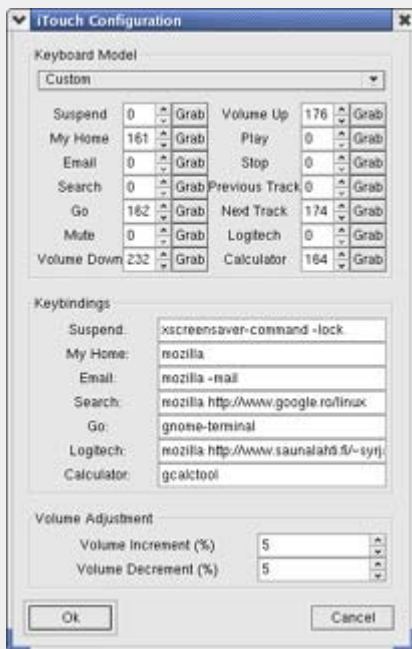 iTouch Configuration
Keyboard Model
Custom
Suspend 0 Grab Volume Up 176 Grab
My Home 161 Grab Play 0 Grab
Email 0 Grab Stop 0 Grab
Search 0 Grab Previous Track 0 Grab
Go 162 Grab Next Track 174 Grab
Mute 0 Grab Logitech 0 Grab
Volume Down 232 Grab Calculator 164 Grab
Keybindings
Suspend: xscreensaver-command -lock
My Home: mozilla
Email: mozilla -mail
Search: mozilla http://www.google.ro/linux
Go: gnome-terminal
Logitech: mozilla http://www.saunalahti.fi/~syrj
Calculator: gcalctool
Volume Adjustment
Volume Increment (%) 5
Volume Decrement (%) 5
Ok Cancel